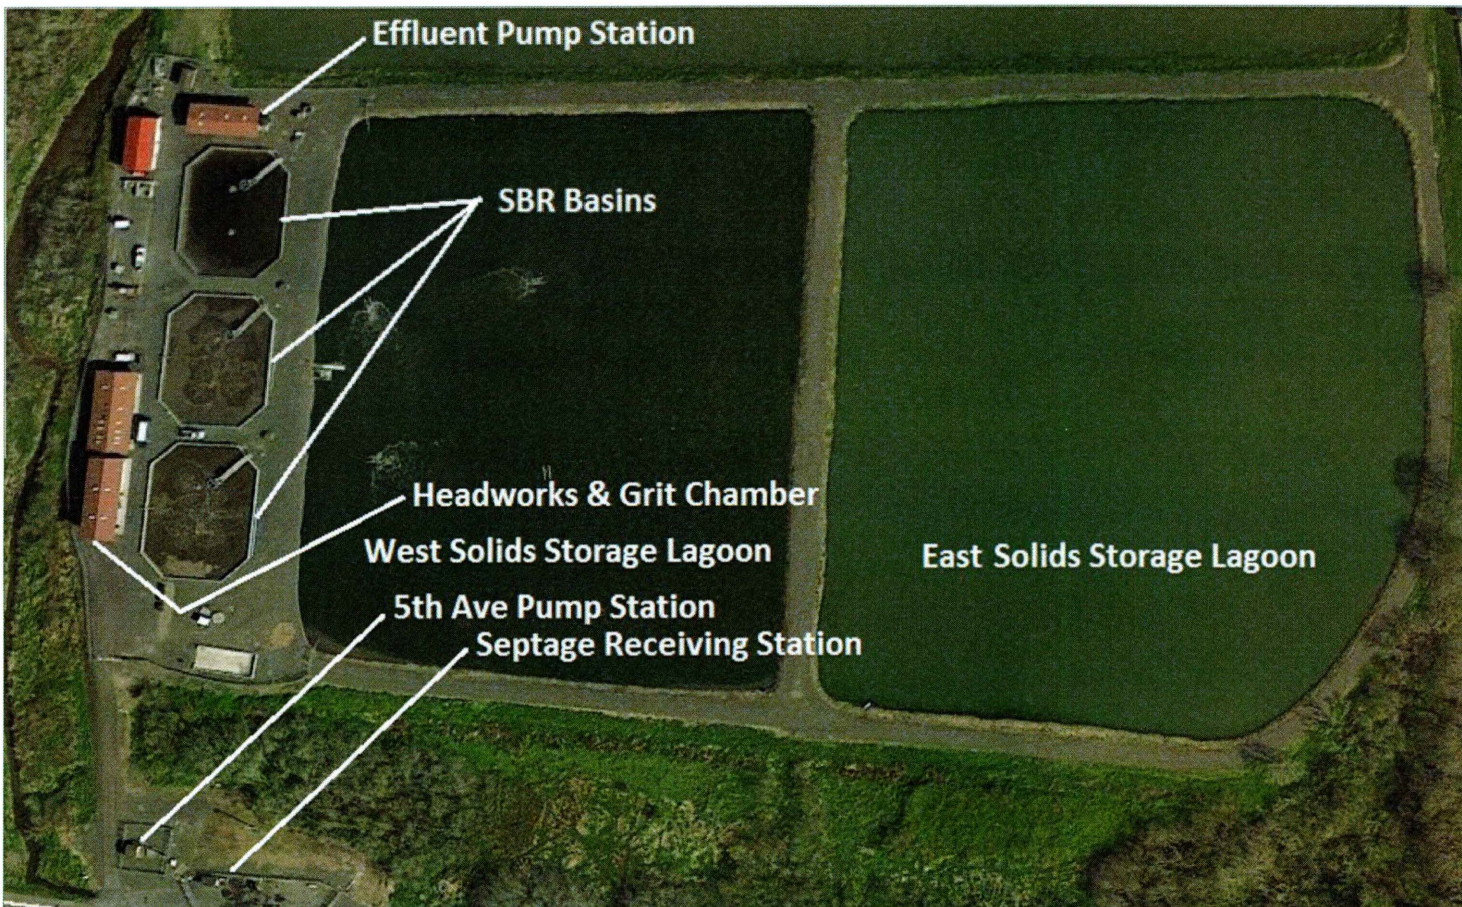 Effluent Pump Station
SBR Basins
Headworks & Grit Chamber
West Solids Storage Lagoon
East Solids Storage Lagoon
5th Ave Pump Station
Septage Receiving Station